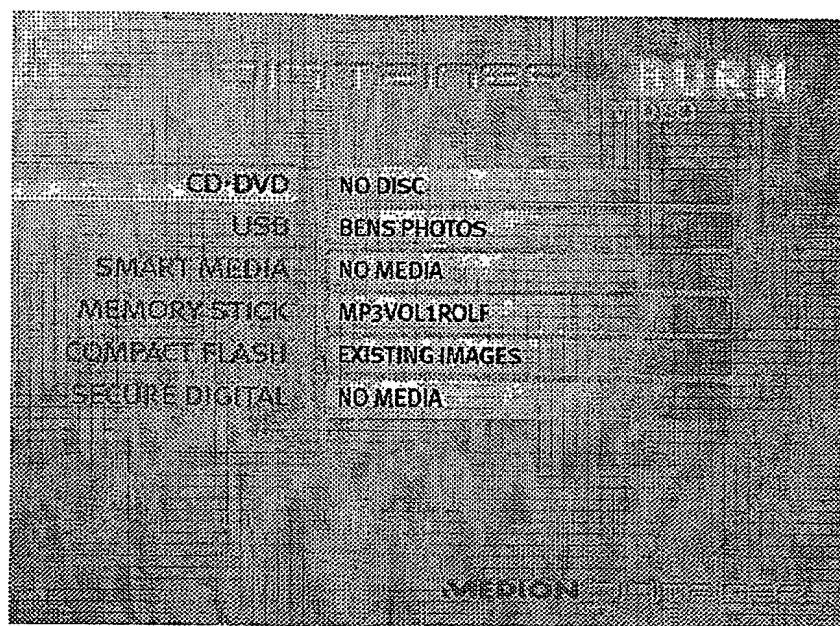 BURN
CD•DVD NO DISC
USB BENS PHOTOS
SMART MEDIA NO MEDIA
MEMORY STICK MP3VOL1ROLF
COMPACT FLASH EXISTING IMAGES
SECURE DIGITAL NO MEDIA
MEDION